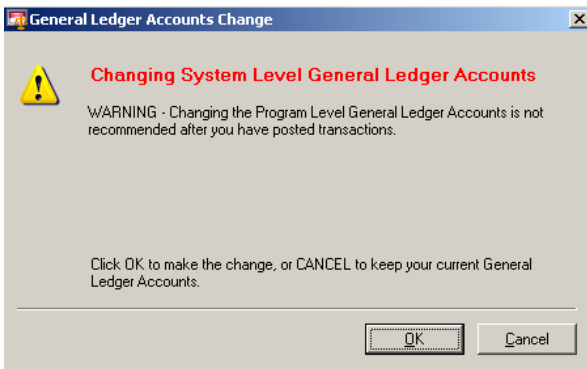 General Ledger Accounts Change
Changing System Level General Ledger Accounts
WARNING - Changing the Program Level General Ledger Accounts is not
recommended after you have posted transactions.
Click OK to make the change, or CANCEL to keep your current General
Ledger Accounts.
OK
Cancel